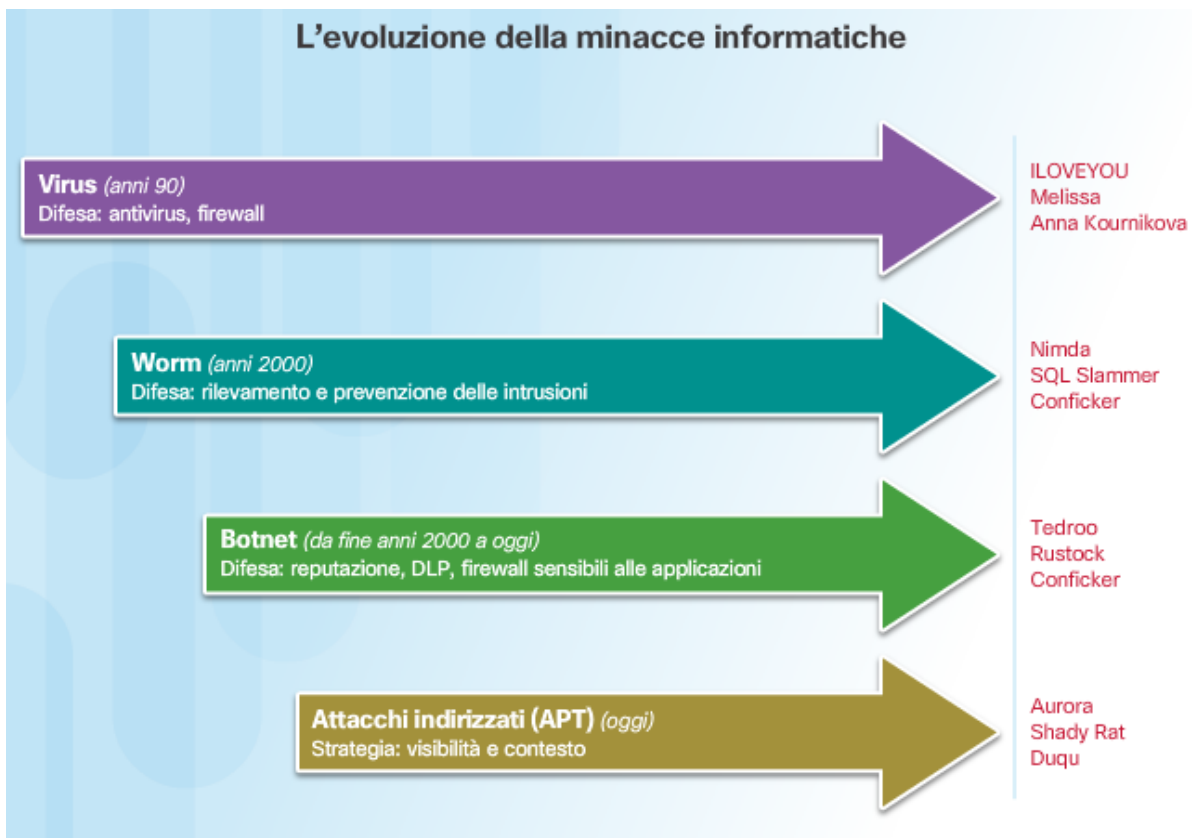 L'evoluzione della minacce informatiche
Virus (anni 90)
Difesa: antivirus, firewall
ILOVEYOU
Melissa
Anna Kournikova
Worm (anni 2000)
Difesa: rilevamento e prevenzione delle intrusioni
Nimda
SQL Slammer
Conficker
Botnet (da fine anni 2000 a oggi)
Difesa: reputazione, DLP, firewall sensibili alle applicazioni
Tedroo
Rustock
Conficker
Attacchi indirizzati (APT) (oggi)
Strategia: visibilità e contesto
Aurora
Shady Rat
Duqu